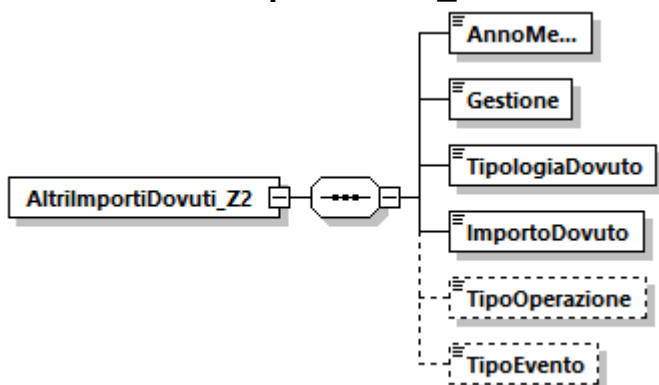 AnnoMe...
Gestione
TipologiaDovuto
AltriImportiDovuti_Z2
ImportoDovuto
TipoOperazione
TipoEvento